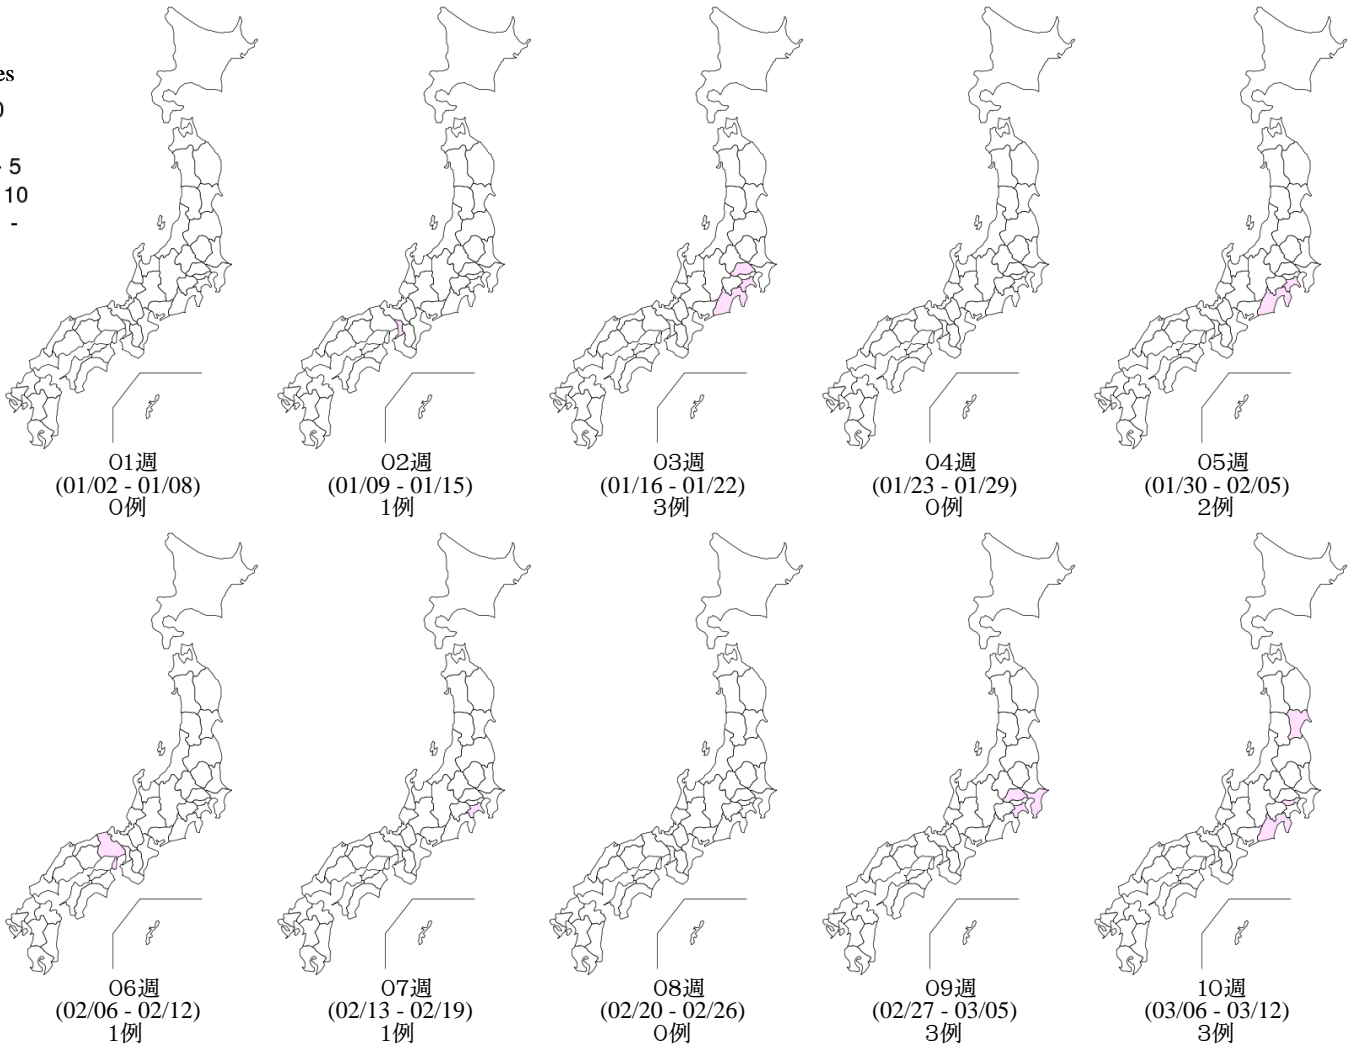 es
0
- 5
10
-
01週
(01/02 - 01/08)
0例
02週
(01/09 - 01/15)
1例
03週
(01/16 - 01/22)
3例
04週
(01/23 - 01/29)
0例
05週
(01/30 - 02/05)
2例
06週
(02/06 - 02/12)
1例
07週
(02/13 - 02/19)
1例
08週
(02/20 - 02/26)
0例
09週
(02/27 - 03/05)
3例
10週
(03/06 - 03/12)
3例